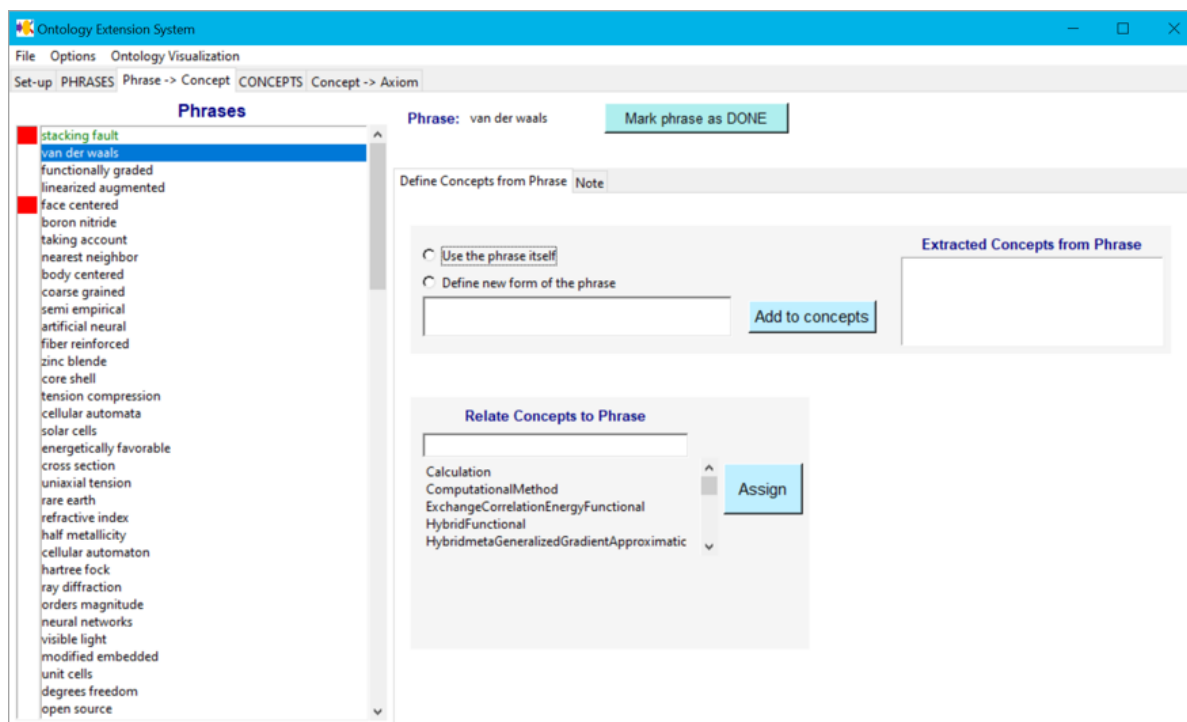 Ontology Extension System
File Options Ontology Visualization
Set-up PHRASES Phrase -> Concept CONCEPTS Concept -> Axiom
Phrases
stacking fault
van der waals
functionally graded
linearized augmented
face centered
boron nitride
taking account
nearest neighbor
body centered
coarse grained
semi empirical
artificial neural
fiber reinforced
zinc blende
core shell
tension compression
cellular automata
solar cells
energetically favorable
cross section
uniaxial tension
rare earth
refractive index
half metallicity
cellular automaton
hartree fock
ray diffraction
orders magnitude
neural networks
visible light
modified embedded
unit cells
degrees freedom
open source
Phrase: van der waals
Mark phrase as DONE
Define Concepts from Phrase Note
Use the phrase itself
Define new form of the phrase
Add to concepts
Extracted Concepts from Phrase
Relate Concepts to Phrase
Calculation
ComputationalMethod
ExchangeCorrelationEnergyFunctional
HybridFunctional
HybridmetaGeneralizedGradientApproximatic
Assign